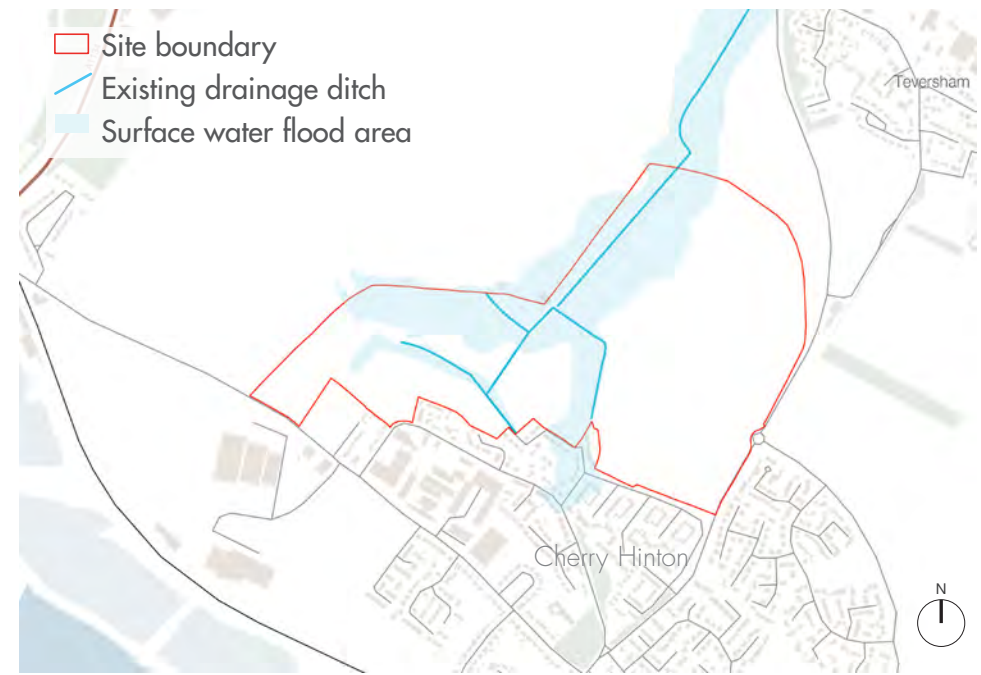 Site boundary
Existing drainage ditch
Surface water flood area
Teversham
Cherry Hinton
N